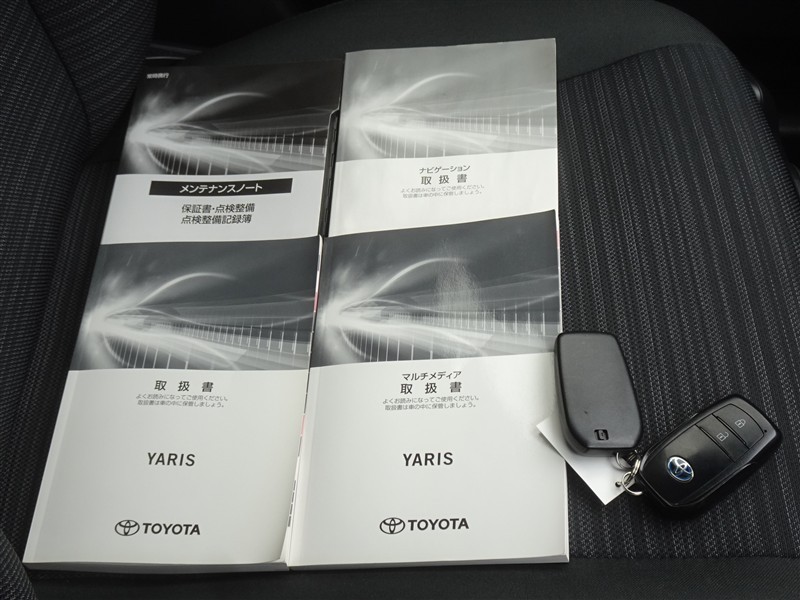 メンテナンスノート
保証書・点検整備
点検整備記録簿
ナビゲーション
取扱書
よくお読みになってご使用ください。
取扱書は車の中に保管しましょう。
取扱書
よくお読みになってご使用ください。
取扱書は車の中に保管しましょう。
YARIS
TOYOTA
マルチメディア
取扱書
よくお読みになってご使用ください。
取扱書は車の中に保管しましょう。
YARIS
TOYOTA